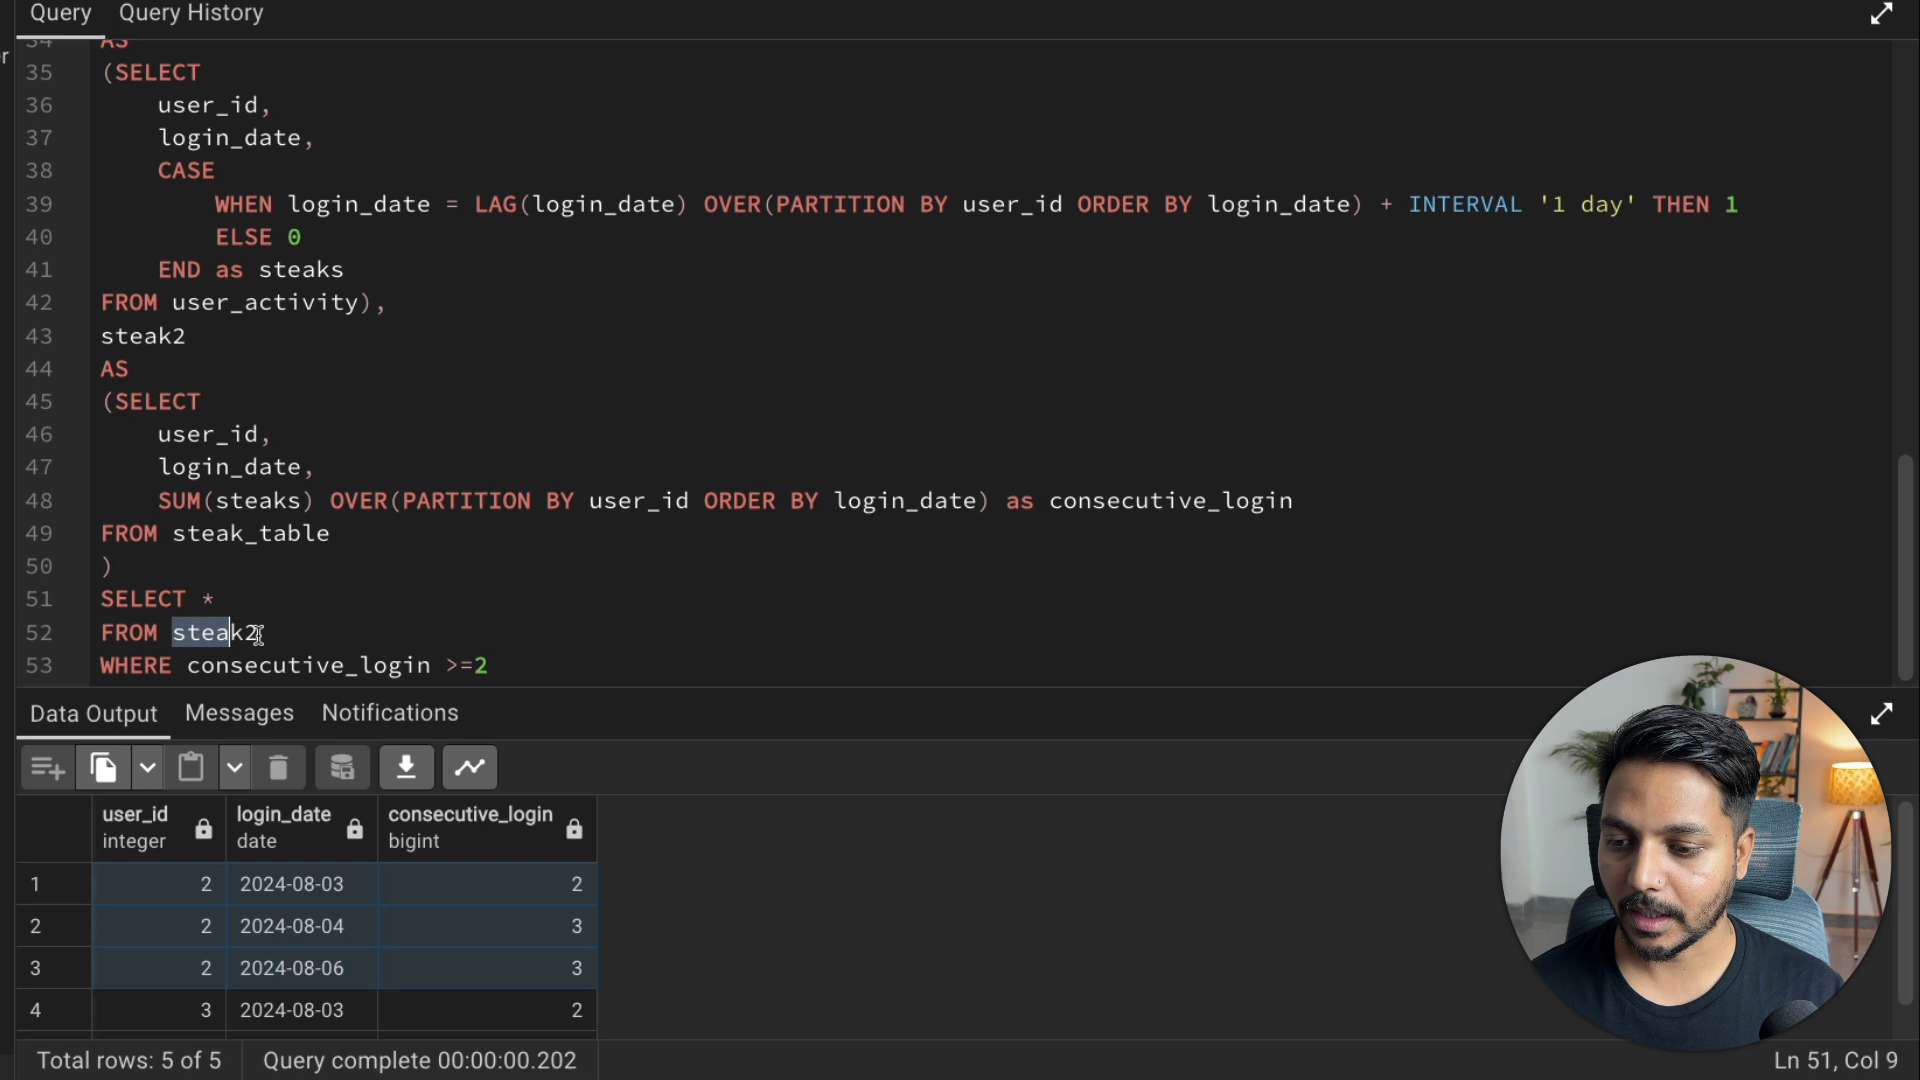 Query Query History
34 AS
35 (SELECT
36 user_id,
37 login_date,
38 CASE
39 WHEN login_date = LAG(login_date) OVER(PARTITION BY user_id ORDER BY login_date) + INTERVAL '1 day' THEN 1
40 ELSE 0
41 END as steaks
42 FROM user_activity),
43 steak2
44 AS
45 (SELECT
46 user_id,
47 login_date,
48 SUM(steaks) OVER(PARTITION BY user_id ORDER BY login_date) as consecutive_login
49 FROM steak_table
50 )
51 SELECT *
52 FROM steak2
53 WHERE consecutive_login >=2
Data Output Messages Notifications
user_id login_date consecutive_login
integer date bigint
1 2 2024-08-03 2
2 2 2024-08-04 3
3 2 2024-08-06 3
4 3 2024-08-03 2
Total rows: 5 of 5 Query complete 00:00:00.202 Ln 51, Col 9